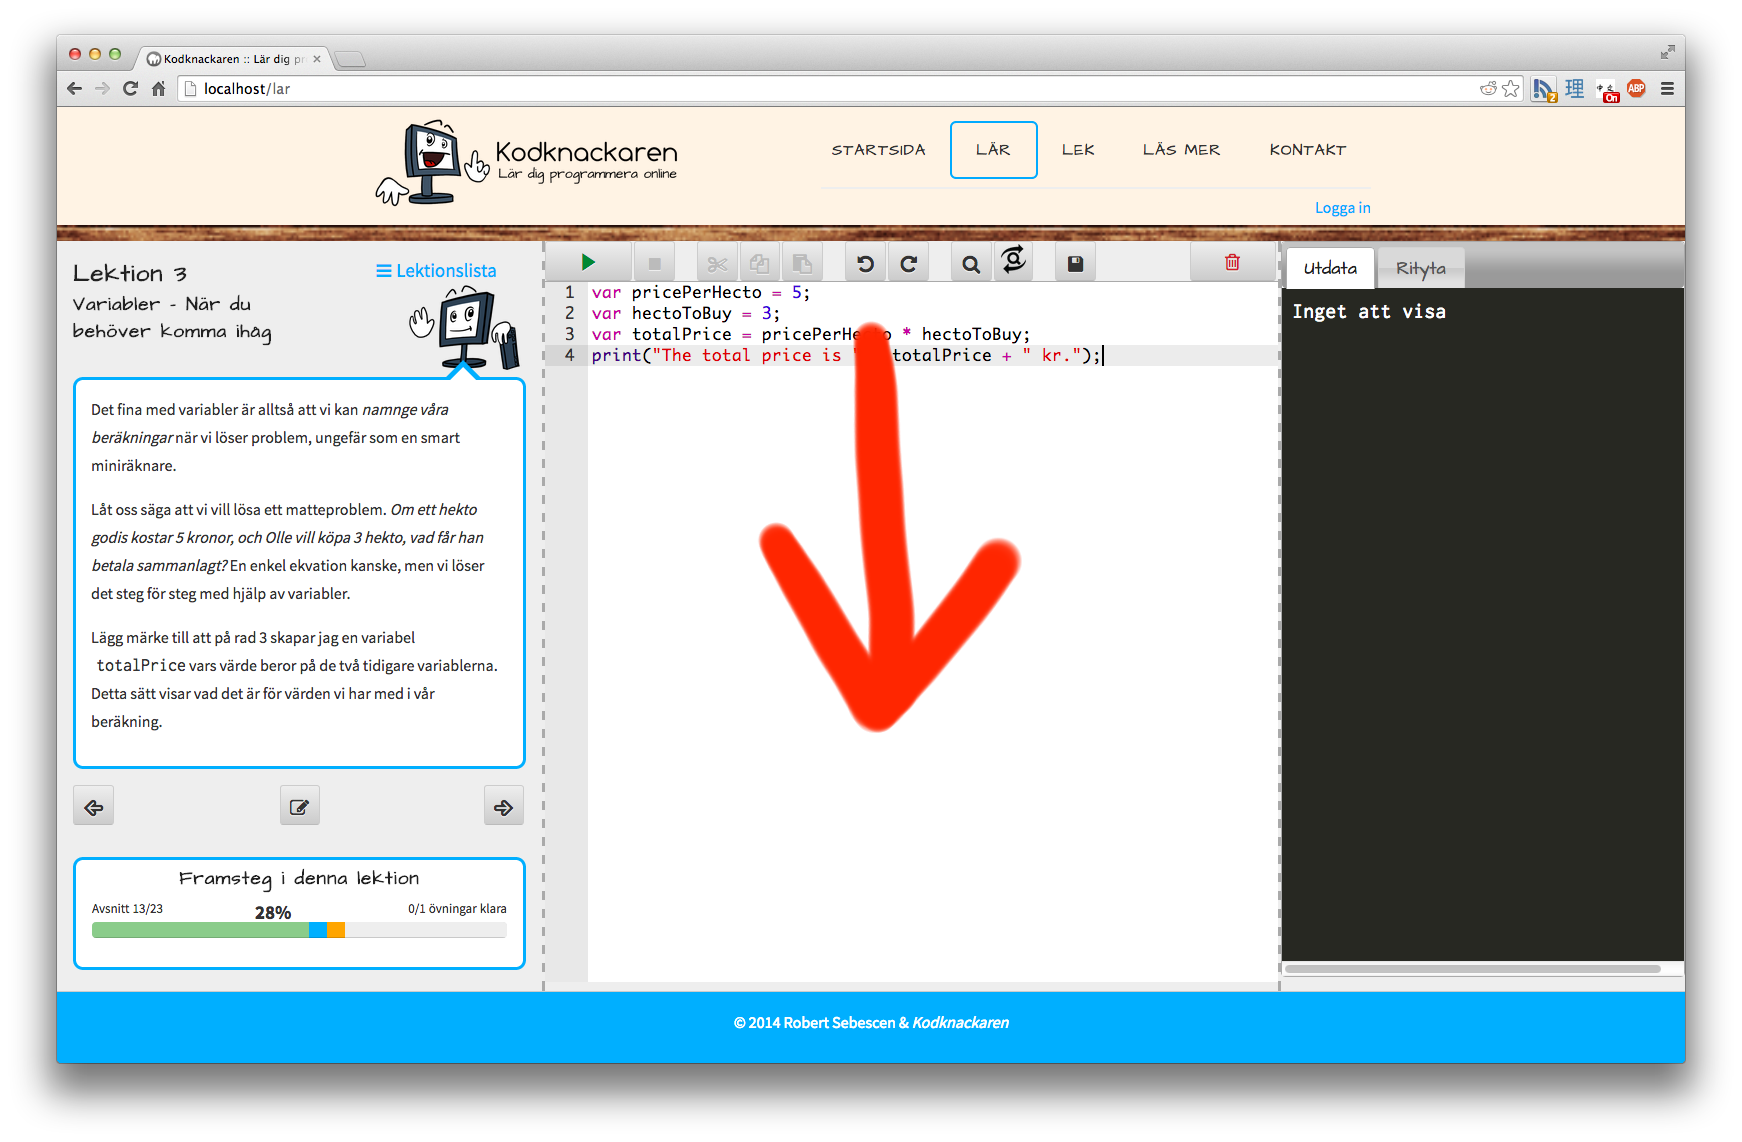 Kodknackaren :: Lär dig pr
localhost/lar
2
理
On
ABP
Kodknackaren
Lär dig programmera online
STARTSIDA
LÄR
LEK
LÄS MER
KONTAKT
Logga in
Lektion 3
Lektionslista
Variabler - När du
behöver komma ihåg
Det fina med variabler är alltså att vi kan namnge våra
beräkningar när vi löser problem, ungefär som en smart
miniräknare.
Låt oss säga att vi vill lösa ett matteproblem. Om ett hekto
godis kostar 5 kronor, och Olle vill köpa 3 hekto, vad får han
betala sammanlagt? En enkel ekvation kanske, men vi löser
det steg för steg med hjälp av variabler.
Lägg märke till att på rad 3 skapar jag en variabel
totalPrice vars värde beror på de två tidigare variablerna.
Detta sätt visar vad det är för värden vi har med i vår
beräkning.
Framsteg i denna lektion
Avsnitt 13/23
28%
0/1 övningar klara
1 var pricePerHecto = 5;
2 var hectoToBuy = 3;
3 var totalPrice = pricePerHecto * hectoToBuy;
4 print("The total price is " totalPrice + " kr.");
Utdata
Rityta
Inget att visa
© 2014 Robert Sebescen & Kodknackaren